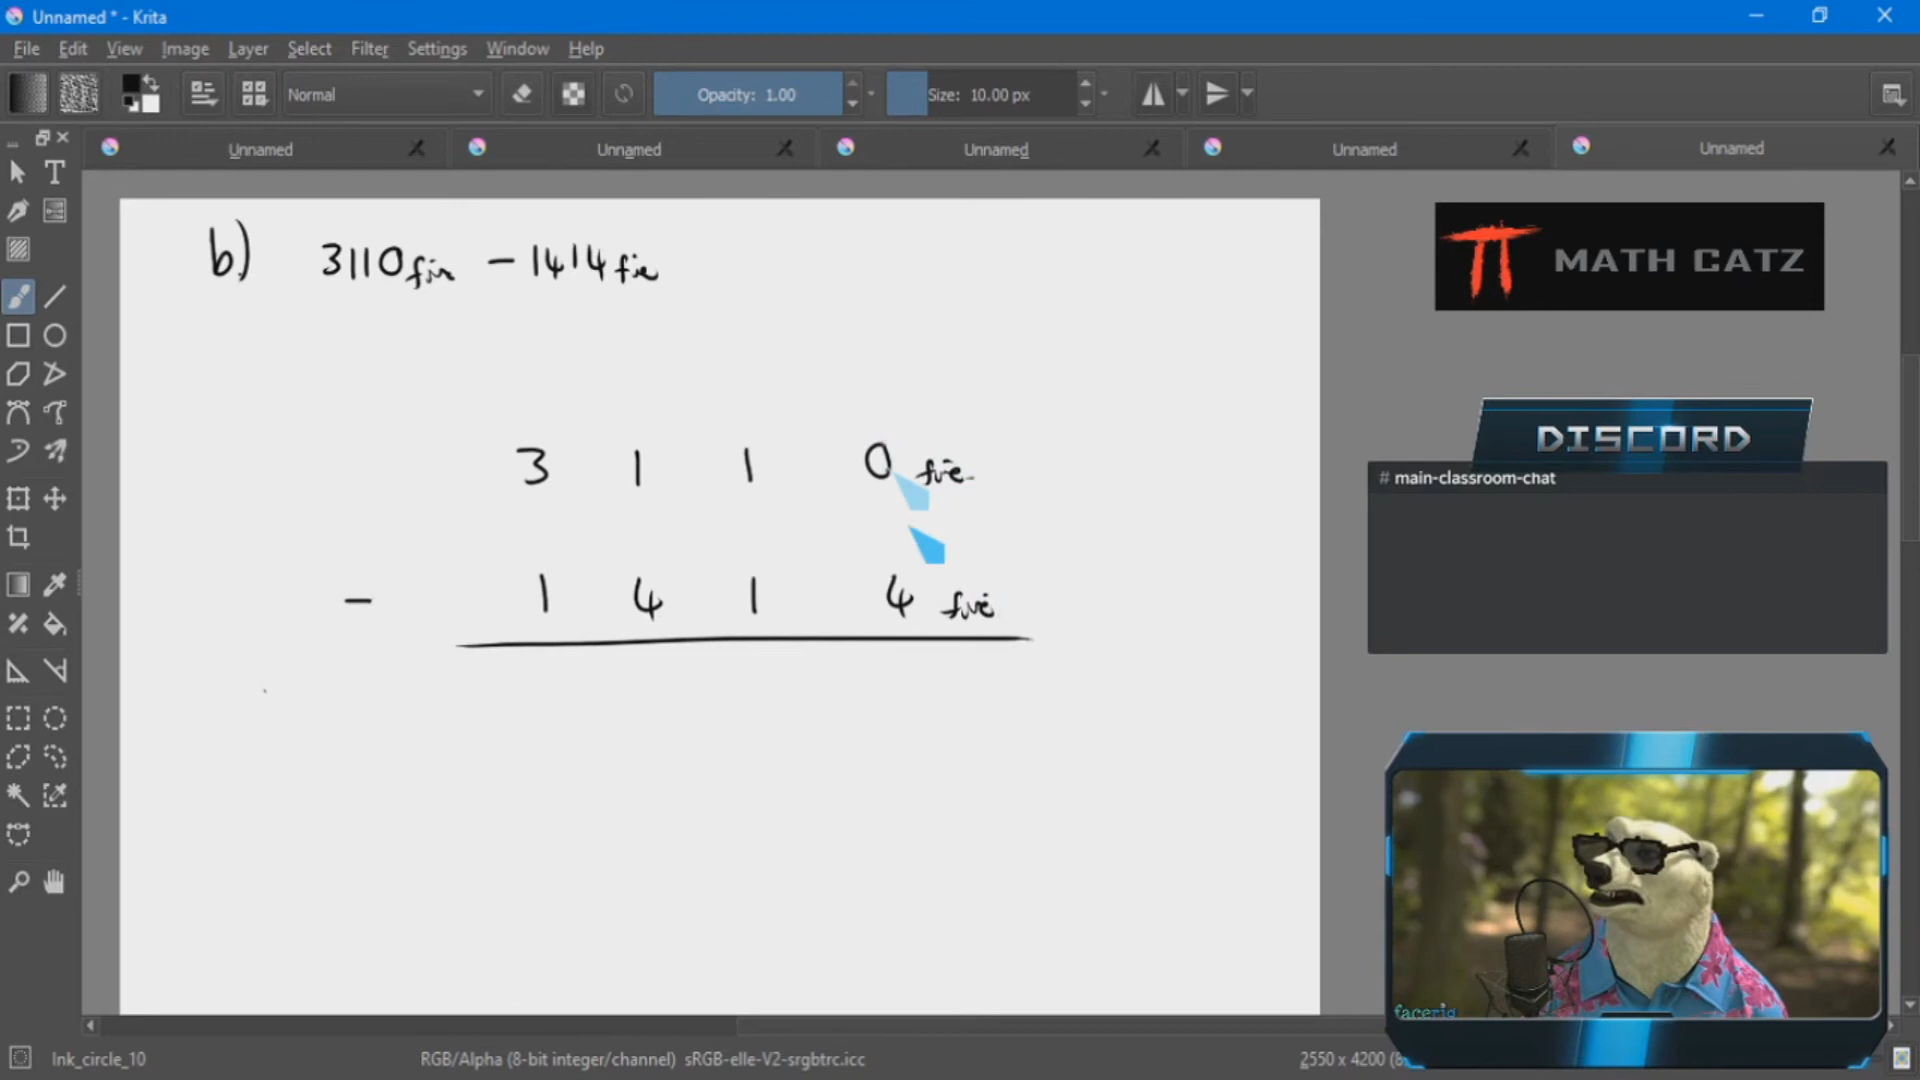 Unnamed * - Krita
File Edit View Image Layer Select Filter Settings Window Help
Normal Opacity: 1.00 Size: 10.00 px
Unnamed Unnamed Unnamed Unnamed Unnamed
b) 3110five - 1414five
MATH CATZ
3 1 1 0 five
- 1 4 1 4 five
DISCORD
# main-classroom-chat
facerig
Ink_circle_10 RGB/Alpha (8-bit integer/channel) sRGB-elle-V2-srgbtrc.icc 2550 x 4200 (8